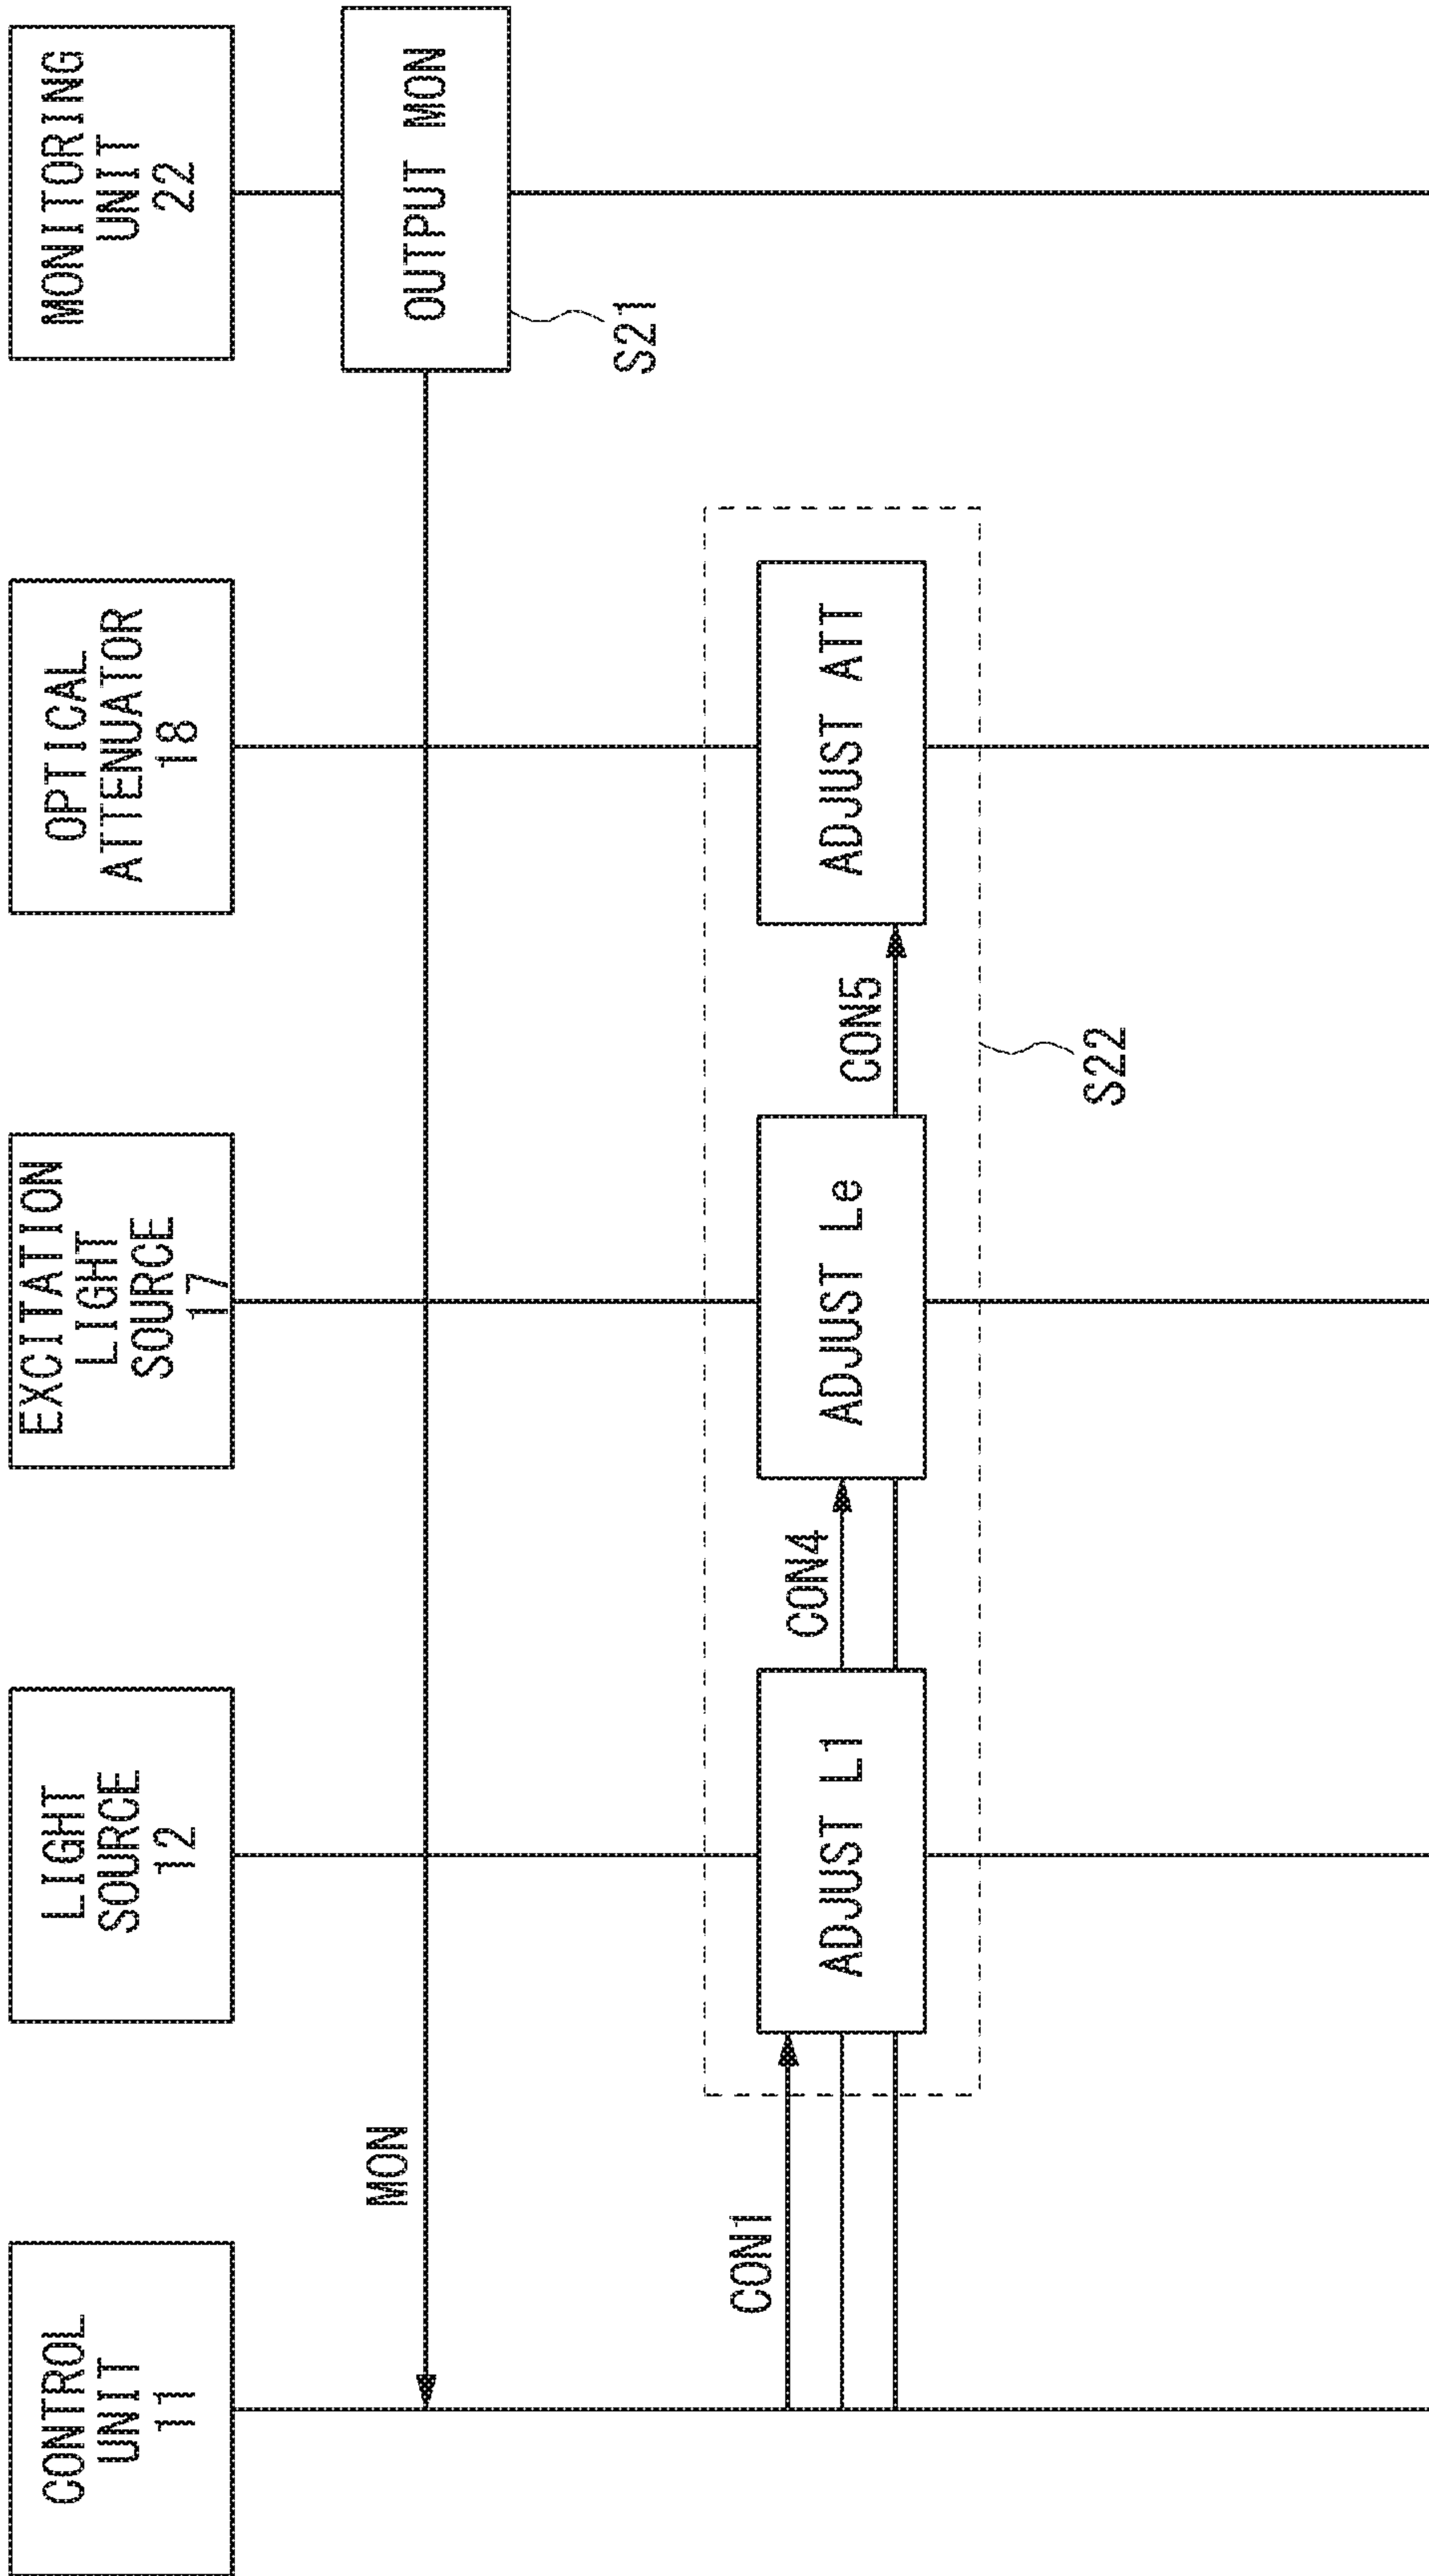 CONTROL
UNIT
11
LIGHT
SOURCE
12
EXCITATION
LIGHT
SOURCE
17
OPTICAL
ATTENUATOR
18
MONITORING
UNIT
22
MON
OUTPUT MON
S21
CON1
ADJUST L1
CON4
ADJUST Le
CON5
ADJUST ATT
S22